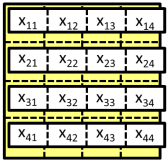 x₁₁ x₁₂ x₁₃ x₁₄
x₂₁ x₂₂ x₂₃ x₂₄
x₃₁ x₃₂ x₃₃ x₃₄
x₄₁ x₄₂ x₄₃ x₄₄